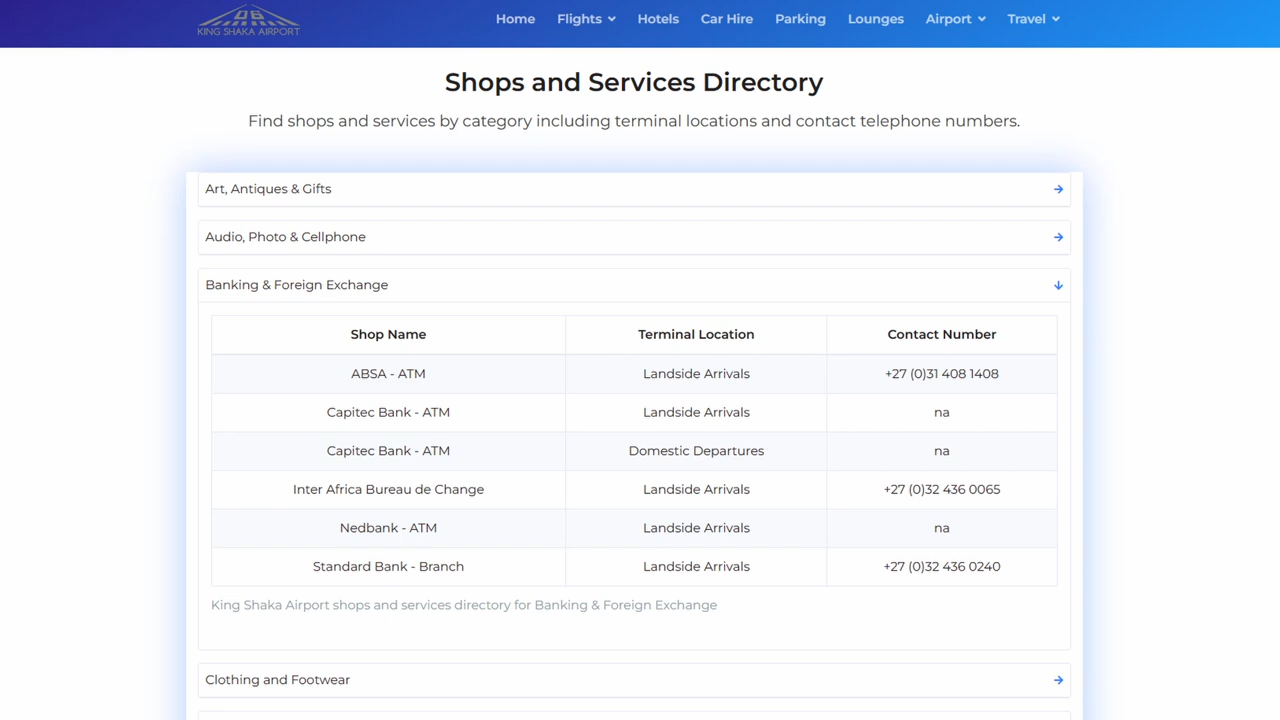 06
KING SHAKA AIRPORT
Home Flights Hotels Car Hire Parking Lounges Airport Travel
Shops and Services Directory
Find shops and services by category including terminal locations and contact telephone numbers.
Art, Antiques & Gifts
Audio, Photo & Cellphone
Banking & Foreign Exchange
Shop Name Terminal Location Contact Number
ABSA - ATM Landside Arrivals +27 (0)31 408 1408
Capitec Bank - ATM Landside Arrivals na
Capitec Bank - ATM Domestic Departures na
Inter Africa Bureau de Change Landside Arrivals +27 (0)32 436 0065
Nedbank - ATM Landside Arrivals na
Standard Bank - Branch Landside Arrivals +27 (0)32 436 0240
King Shaka Airport shops and services directory for Banking & Foreign Exchange
Clothing and Footwear